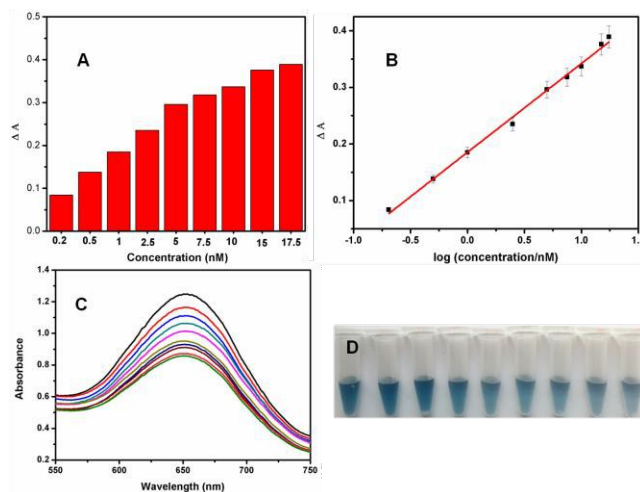 A
Δ A
0.5
0.4
0.3
0.2
0.1
0.0
0.2 0.5 1 2.5 5 7.5 10 15 17.5
Concentration (nM)
B
Δ A
0.4
0.3
0.2
0.1
-1.0 -0.5 0.0 0.5 1.0 1.
log (concentration/nM)
C
Absorbance
1.4
1.2
1.0
0.8
0.6
0.4
0.2
550 600 650 700 750
Wavelength (nm)
D